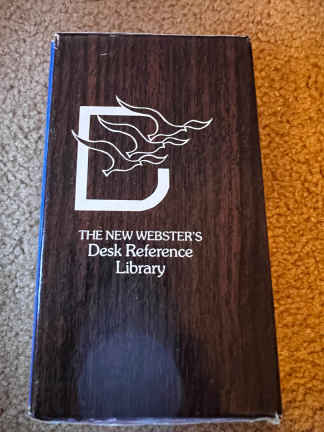 THE NEW WEBSTER'S
Desk Reference
Library